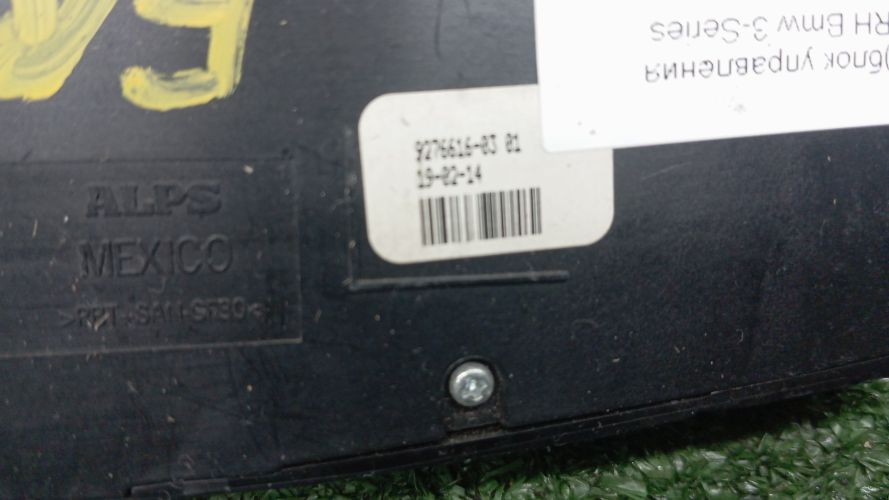 9276616-03 01
19-02-14
ALPS
MEXICO
блок управления
RH Bmw 3-Series